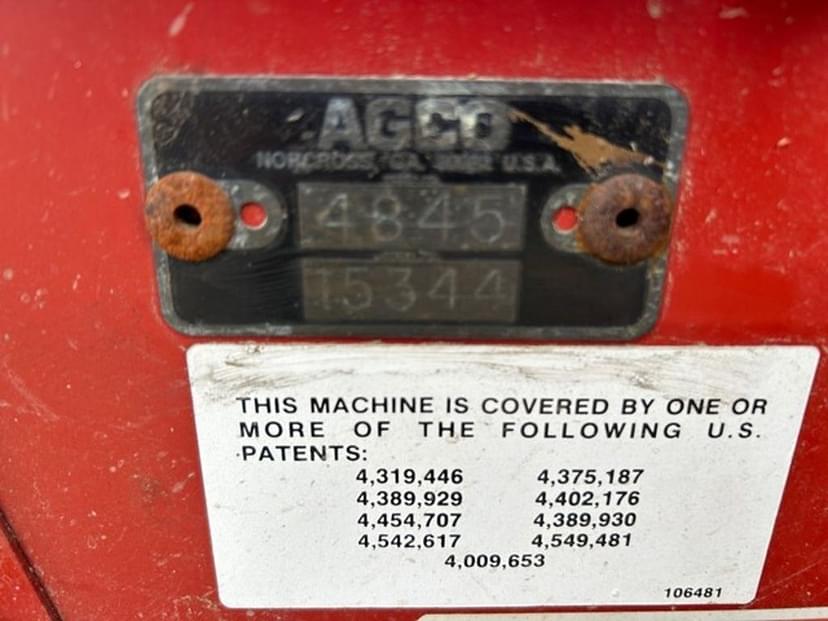 AGCO
NORCROSS, GA. U.S.A.
4845
15344
THIS MACHINE IS COVERED BY ONE OR
MORE OF THE FOLLOWING U.S.
PATENTS:
4,319,446 4,375,187
4,389,929 4,402,176
4,454,707 4,389,930
4,542,617 4,549,481
4,009,653
106481